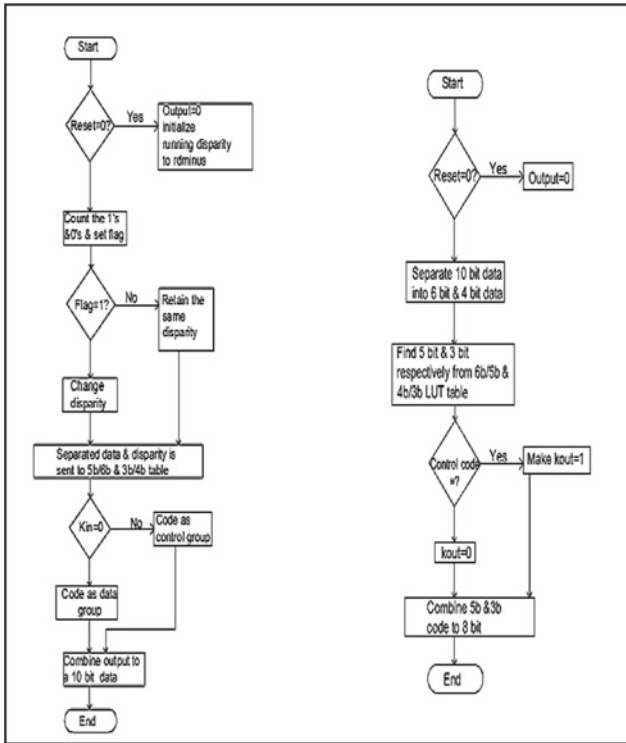 Start
Reset=0?
Yes
Output=0
initialize
running disparity
to rdminus
Count the 1's
&0's & set flag
Flag=1?
No
Retain the
same
disparity
Change
disparity
Separated data & disparity is
sent to 5b/6b & 3b/4b table
Kin=0
No
Code as
control group
Code as data
group
Combine output to
a 10 bit data
End
Start
Reset=0?
Yes
Output=0
Separate 10 bit data
into 6 bit & 4 bit data
Find 5 bit & 3 bit
respectively from 6b/5b &
4b/3b LUT table
Control code
=?
Yes
Make kout=1
kout=0
Combine 5b &3b
code to 8 bit
End